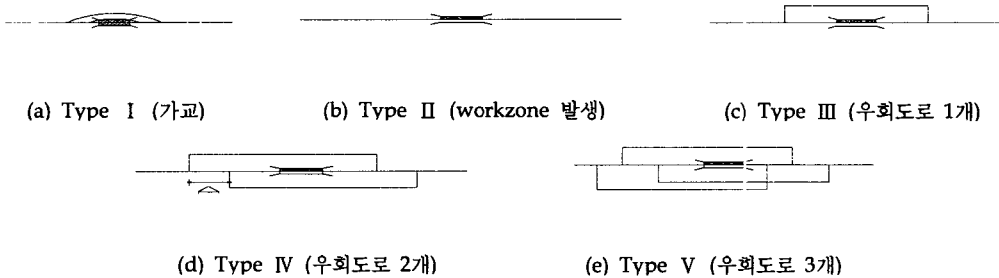 (a) Type Ⅰ (가교)
(b) Type Ⅱ (workzone 발생)
(c) Type Ⅲ (우회도로 1개)
(d) Type Ⅳ (우회도로 2개)
(e) Type Ⅴ (우회도로 3개)